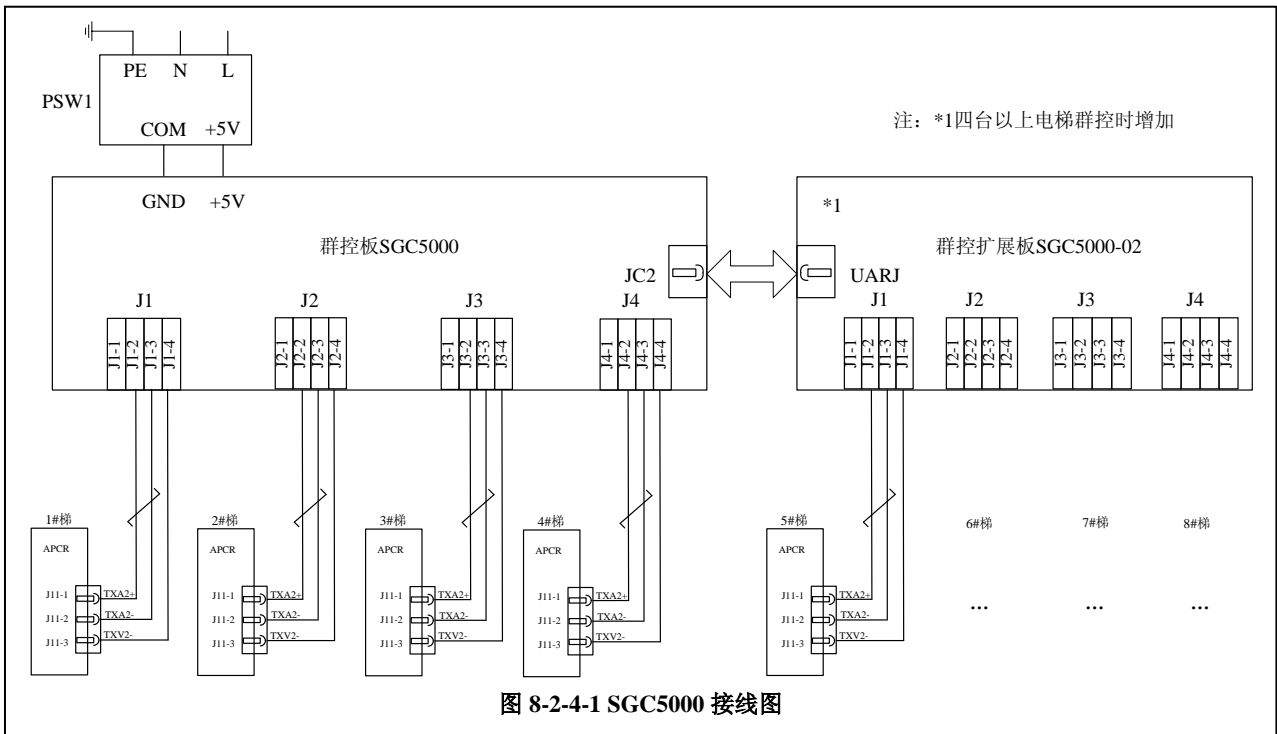 PE N L
PSW1
COM +5V
注：*1四台以上电梯群控时增加
GND +5V
*1
群控板SGC5000
群控扩展板SGC5000-02
JC2
UARJ
J1 J2 J3 J4
J1 J2 J3 J4
J1-1 J1-2 J1-3 J1-4
J2-1 J2-2 J2-3 J2-4
J3-1 J3-2 J3-3 J3-4
J4-1 J4-2 J4-3 J4-4
J1-1 J1-2 J1-3 J1-4
J2-1 J2-2 J2-3 J2-4
J3-1 J3-2 J3-3 J3-4
J4-1 J4-2 J4-3 J4-4
1#梯
APCR
J11-1 TXA2+
J11-2 TXA2-
J11-3 TXV2-
2#梯
APCR
J11-1 TXA2+
J11-2 TXA2-
J11-3 TXV2-
3#梯
APCR
J11-1 TXA2+
J11-2 TXA2-
J11-3 TXV2-
4#梯
APCR
J11-1 TXA2+
J11-2 TXA2-
J11-3 TXV2-
5#梯
APCR
J11-1 TXA2+
J11-2 TXA2-
J11-3 TXV2-
6#梯
...
7#梯
...
8#梯
...
图 8-2-4-1 SGC5000 接线图